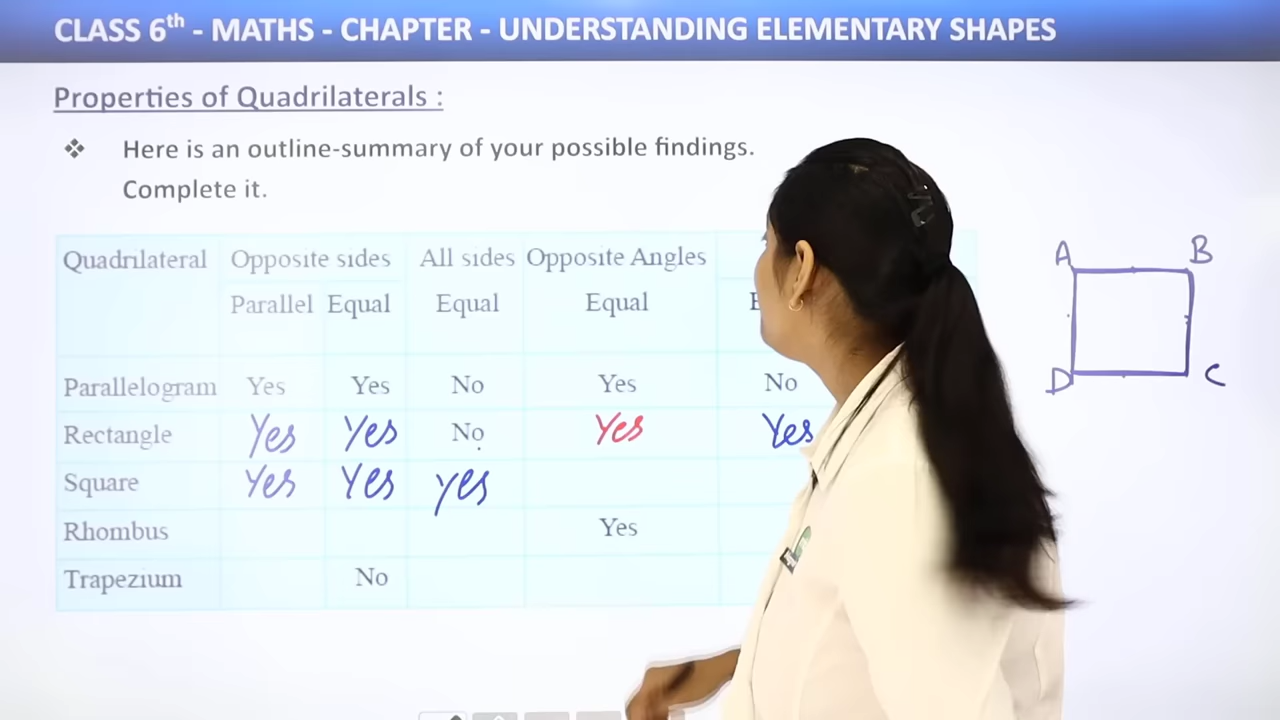 CLASS 6th - MATHS - CHAPTER - UNDERSTANDING ELEMENTARY SHAPES
Properties of Quadrilaterals :
Here is an outline-summary of your possible findings.
Complete it.
Quadrilateral Opposite sides All sides Opposite Angles
Parallel Equal Equal Equal
Parallelogram Yes Yes No Yes No
Rectangle Yes Yes No Yes Yes
Square Yes Yes yes
Rhombus Yes
Trapezium No
A B
D C